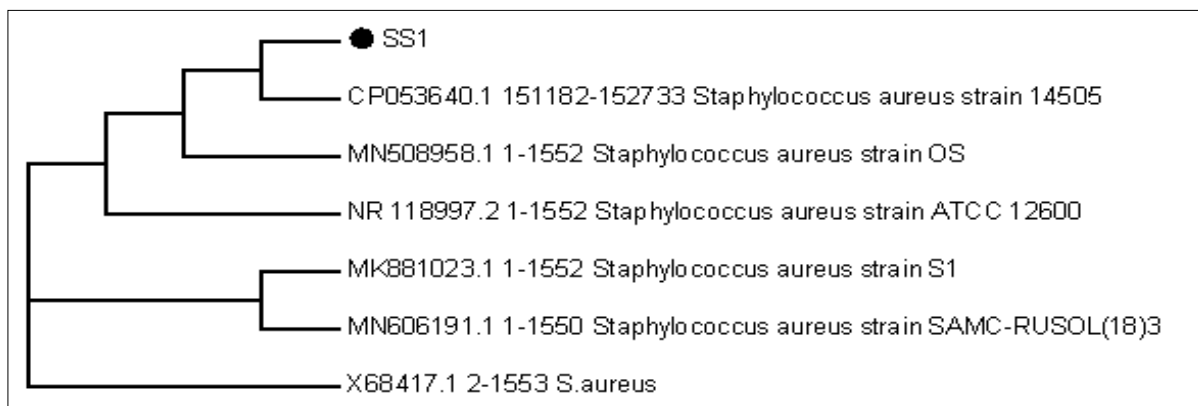 SS1
CP053640.1 151182-152733 Staphylococcus aureus strain 14505
MN508958.1 1-1552 Staphylococcus aureus strain OS
NR 118997.2 1-1552 Staphylococcus aureus strain ATCC 12600
MK881023.1 1-1552 Staphylococcus aureus strain S1
MN606191.1 1-1550 Staphylococcus aureus strain SAMC-RUSOL(18)3
X68417.1 2-1553 S.aureus